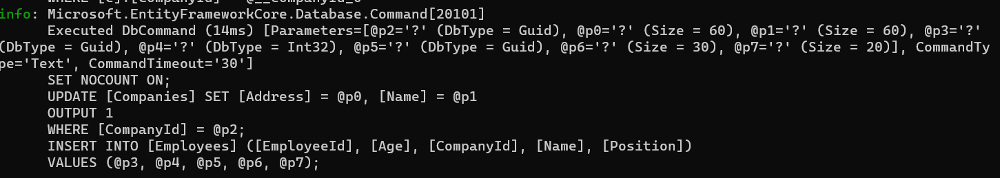 info: Microsoft.EntityFrameworkCore.Database.Command[20101]
Executed DbCommand (14ms) [Parameters=[@p2='?' (DbType = Guid), @p0='?' (Size = 60), @p1='?' (Size = 60), @p3='?'
(DbType = Guid), @p4='?' (DbType = Int32), @p5='?' (DbType = Guid), @p6='?' (Size = 30), @p7='?' (Size = 20)], CommandTy
pe='Text', CommandTimeout='30']
SET NOCOUNT ON;
UPDATE [Companies] SET [Address] = @p0, [Name] = @p1
OUTPUT 1
WHERE [CompanyId] = @p2;
INSERT INTO [Employees] ([EmployeeId], [Age], [CompanyId], [Name], [Position])
VALUES (@p3, @p4, @p5, @p6, @p7);